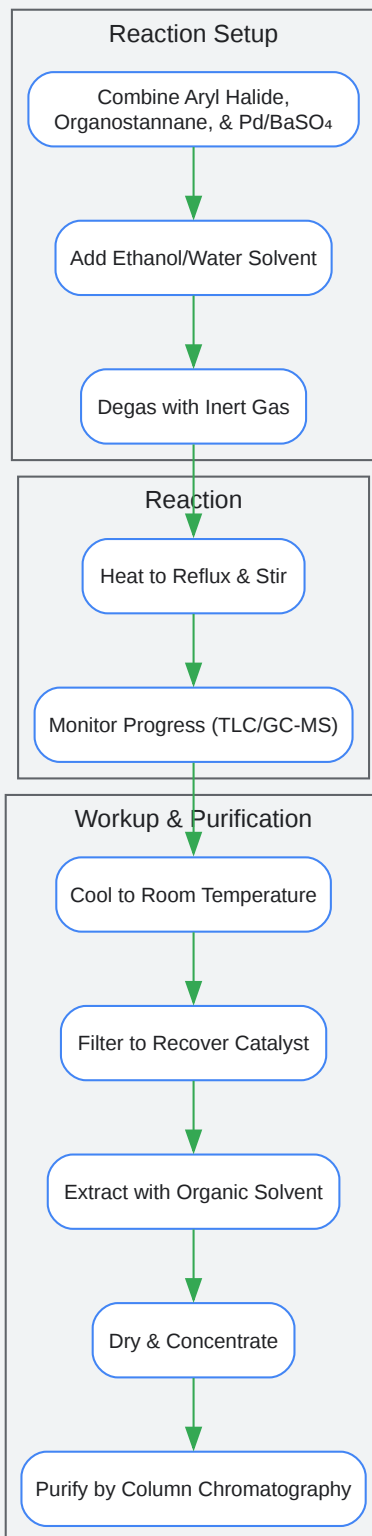 Reaction Setup
Combine Aryl Halide,
Organostannane, & Pd/BaSO₄
Add Ethanol/Water Solvent
Degas with Inert Gas
Reaction
Heat to Reflux & Stir
Monitor Progress (TLC/GC-MS)
Workup & Purification
Cool to Room Temperature
Filter to Recover Catalyst
Extract with Organic Solvent
Dry & Concentrate
Purify by Column Chromatography